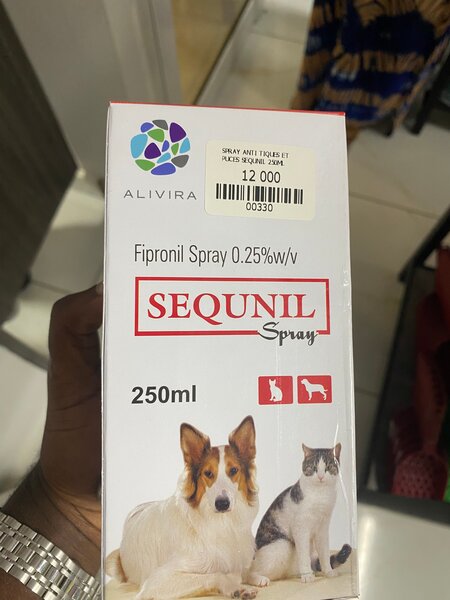 ALIVIRA
SPRAY ANTI TIQUES ET
PUCES SEQUNIL 250ML
12 000
00330
Fipronil Spray 0.25%w/v
SEQUNIL
Spray
250ml